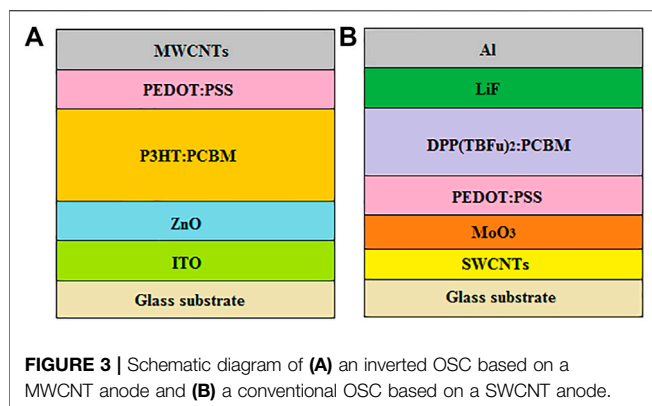 A
MWCNTs
PEDOT:PSS
P3HT:PCBM
ZnO
ITO
Glass substrate
B
Al
LiF
DPP(TBFu)2:PCBM
PEDOT:PSS
MoO3
SWCNTs
Glass substrate
FIGURE 3 | Schematic diagram of (A) an inverted OSC based on a
MWCNT anode and (B) a conventional OSC based on a SWCNT anode.